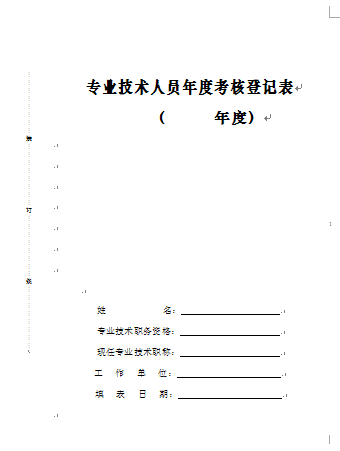 专业技术人员年度考核登记表
(      年度)
装
订
线
姓        名：
专业技术职务资格：
现任专业技术职称：
工  作  单  位：
填  表  日  期：